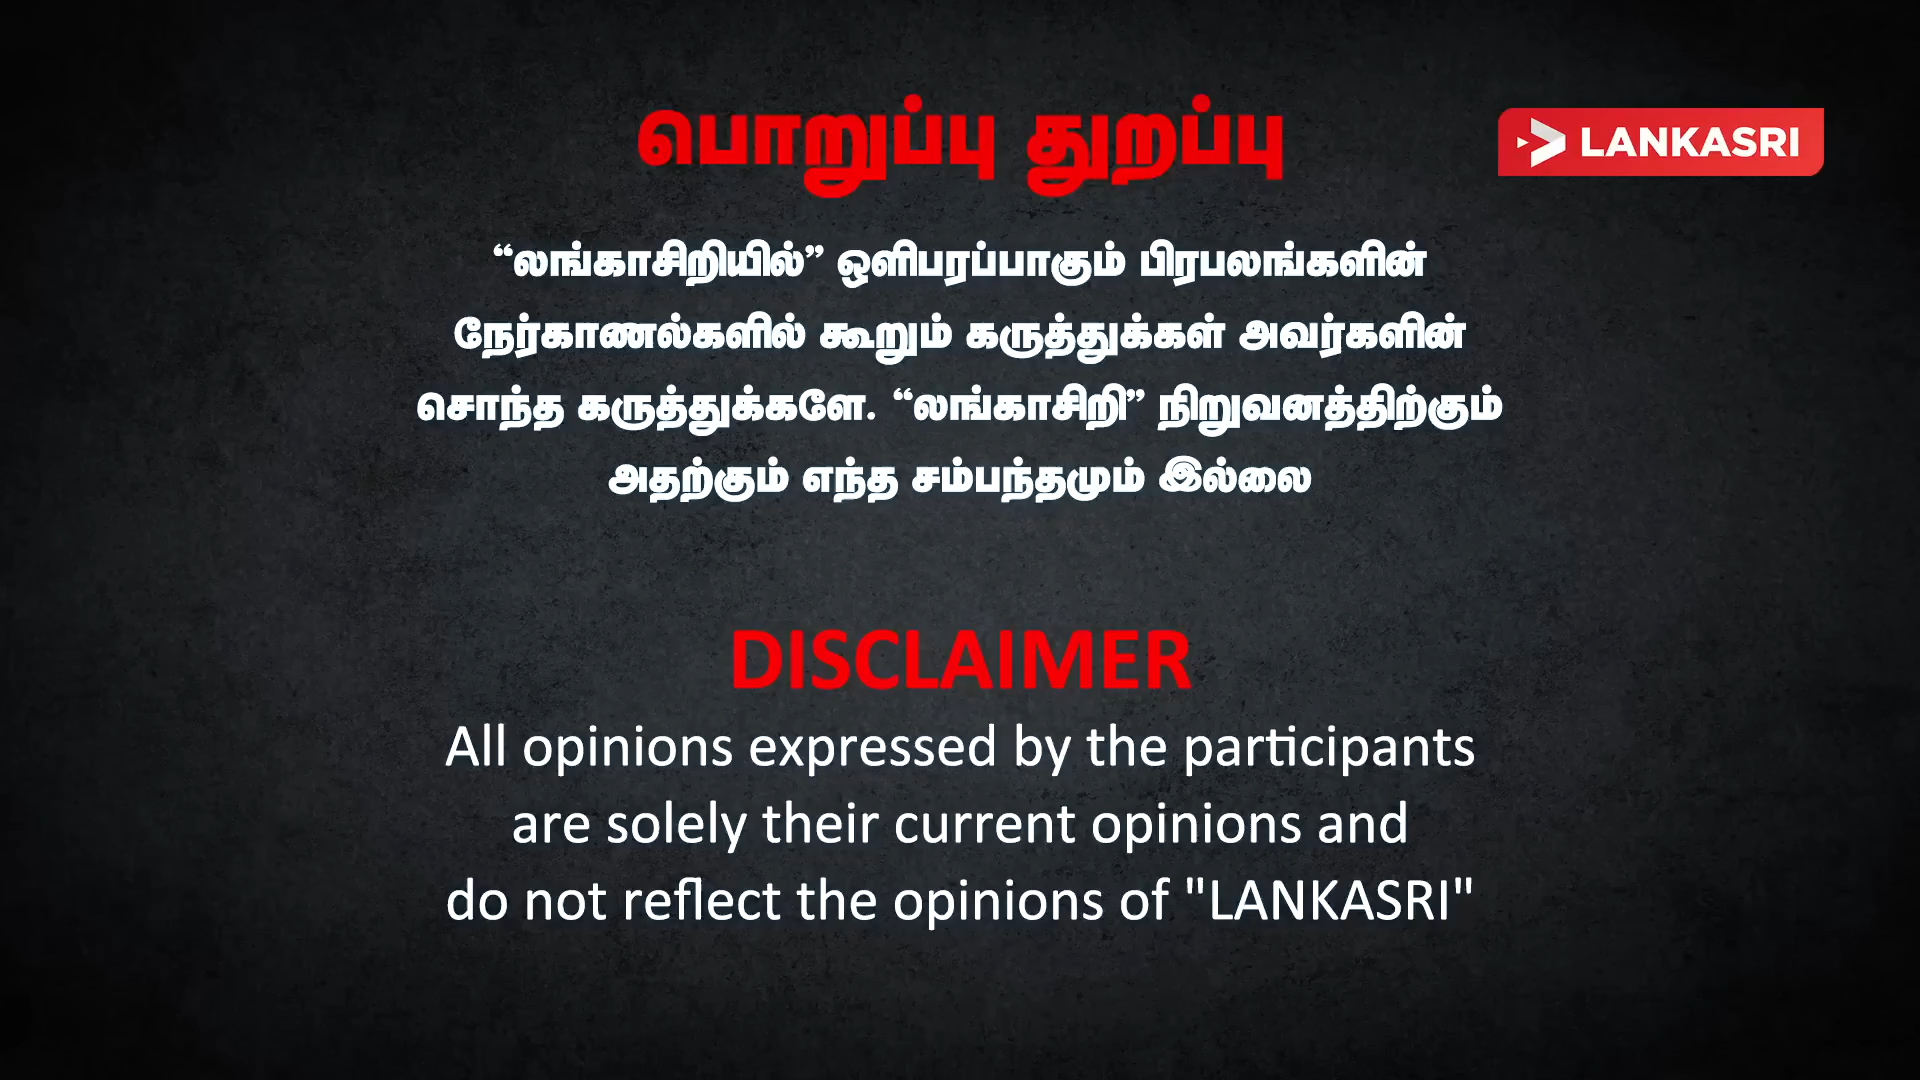 பொறுப்பு துறப்பு
LANKASRI
“லங்காசிறியில்” ஒளிபரப்பாகும் பிரபலங்களின்
நேர்காணல்களில் கூறும் கருத்துக்கள் அவர்களின்
சொந்த கருத்துக்களே. “லங்காசிறி” நிறுவனத்திற்கும்
அதற்கும் எந்த சம்பந்தமும் இல்லை
DISCLAIMER
All opinions expressed by the participants
are solely their current opinions and
do not reflect the opinions of "LANKASRI"